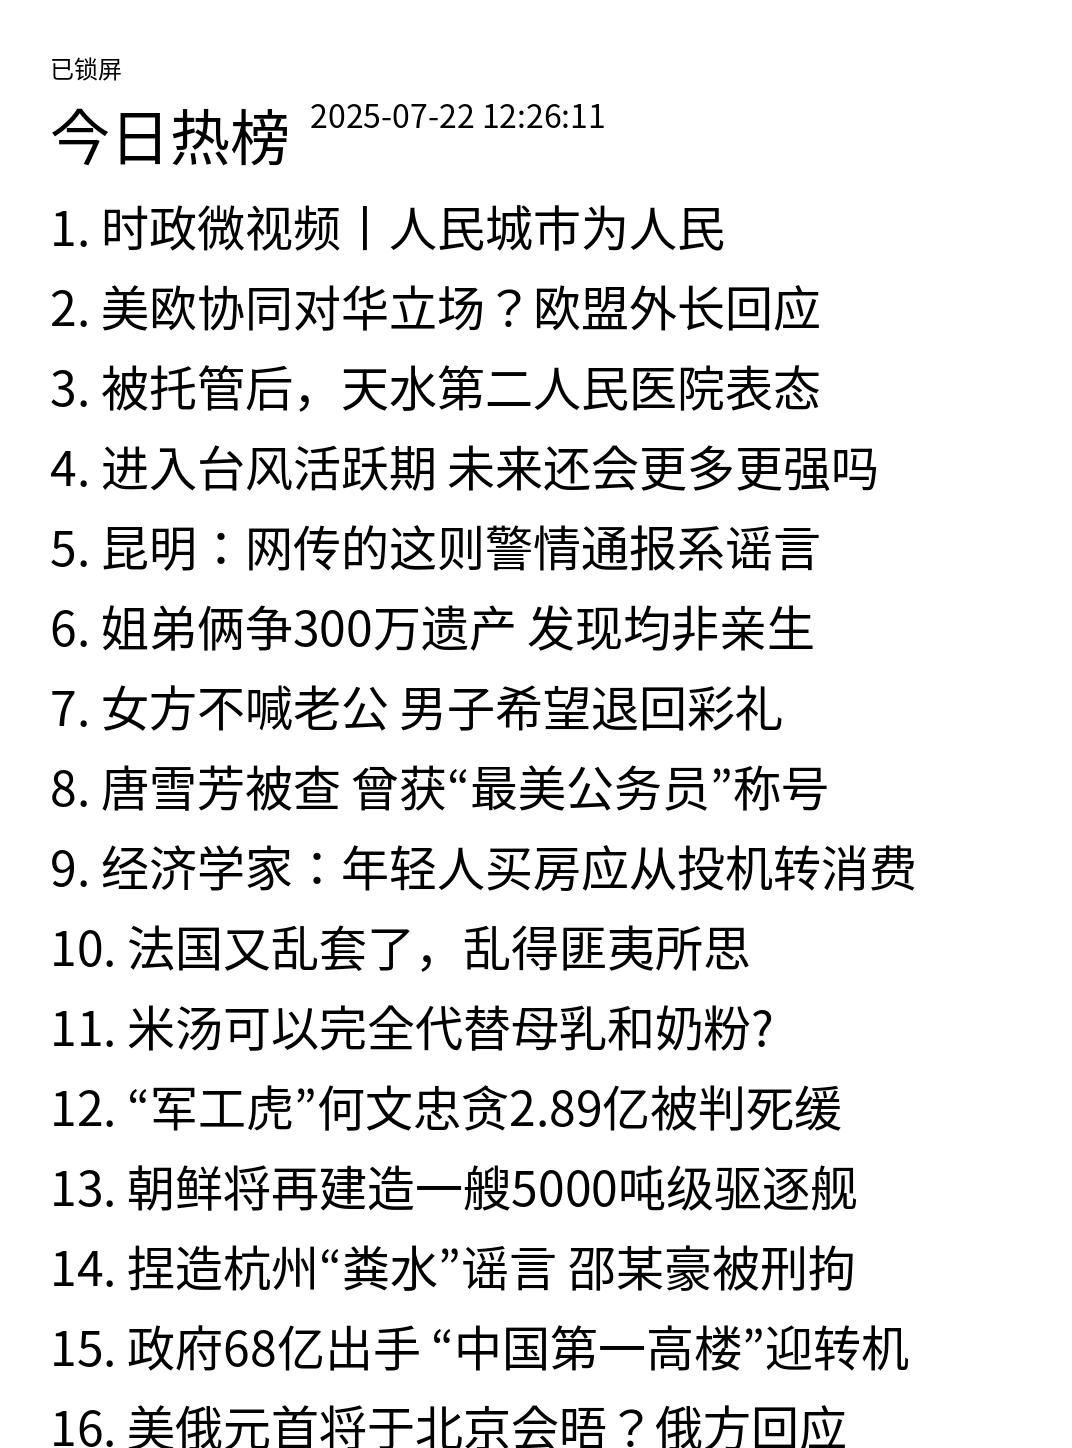 已锁屏
今日热榜 2025-07-22 12:26:11
1. 时政微视频丨人民城市为人民
2. 美欧协同对华立场？欧盟外长回应
3. 被托管后，天水第二人民医院表态
4. 进入台风活跃期 未来还会更多更强吗
5. 昆明：网传的这则警情通报系谣言
6. 姐弟俩争300万遗产 发现均非亲生
7. 女方不喊老公 男子希望退回彩礼
8. 唐雪芳被查 曾获“最美公务员”称号
9. 经济学家：年轻人买房应从投机转消费
10. 法国又乱套了，乱得匪夷所思
11. 米汤可以完全代替母乳和奶粉?
12. “军工虎”何文忠贪2.89亿被判死缓
13. 朝鲜将再建造一艘5000吨级驱逐舰
14. 捏造杭州“粪水”谣言 邵某豪被刑拘
15. 政府68亿出手 “中国第一高楼”迎转机
16. 美俄元首将于北京会晤？俄方回应